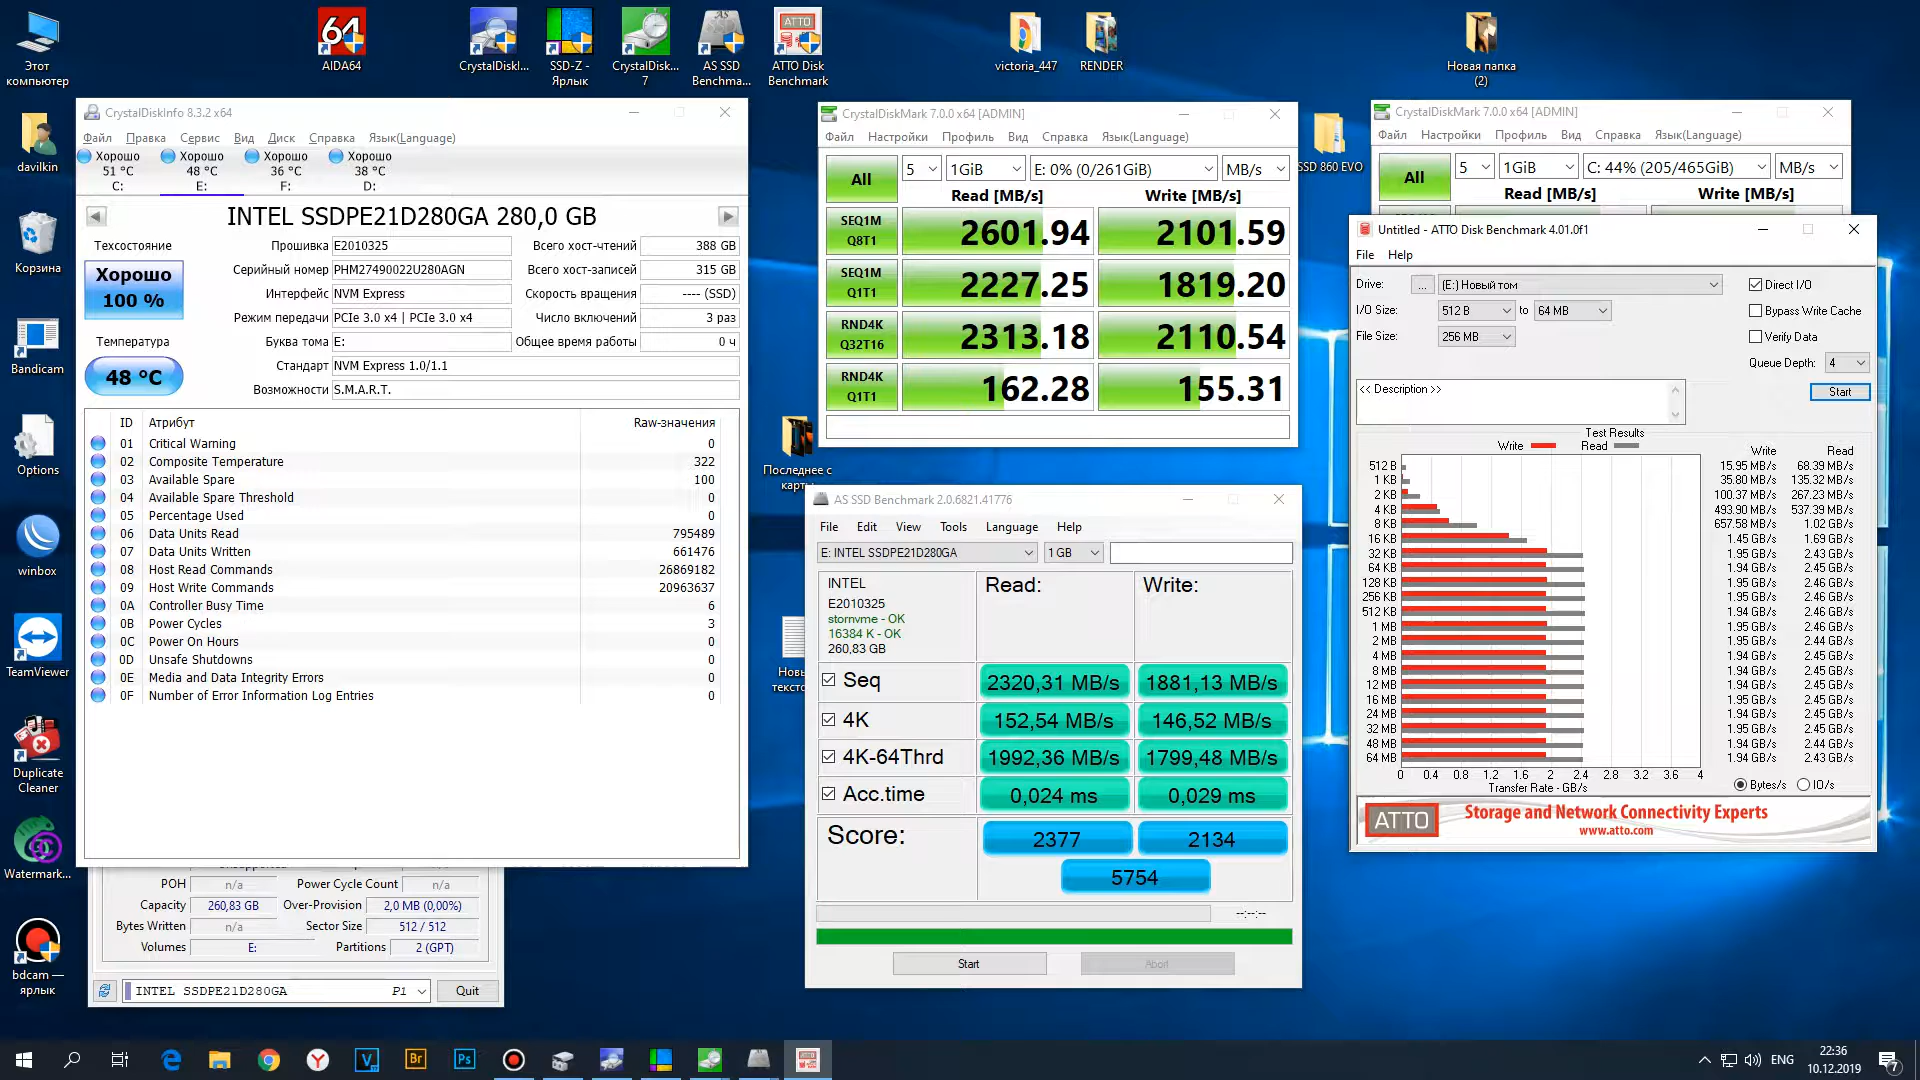 Этот
компьютер
AIDA64
CrystalDiskI...
SSD-Z -
Ярлык
CrystalDisk...
7
AS SSD
Benchma...
ATTO Disk
Benchmark
victoria_447
RENDER
Новая папка
(2)
davilkin
Корзина
Bandicam
Options
winbox
TeamViewer
Duplicate
Cleaner
Watermark...
bdcam —
ярлык
CrystalDiskInfo 8.3.2 x64
Файл Правка Сервис Вид Диск Справка Язык(Language)
Хорошо Хорошо Хорошо Хорошо
51 °C 48 °C 36 °C 38 °C
C: E: F: D:
INTEL SSDPE21D280GA 280,0 GB
Техсостояние
Хорошо
100 %
Температура
48 °C
Прошивка E2010325 Всего хост-чтений 388 GB
Серийный номер PHM27490022U280AGN Всего хост-записей 315 GB
Интерфейс NVM Express Скорость вращения ---- (SSD)
Режим передачи PCIe 3.0 x4 | PCIe 3.0 x4 Число включений 3 раз
Буква тома E: Общее время работы 0 ч
Стандарт NVM Express 1.0/1.1
Возможности S.M.A.R.T.
ID Атрибут Raw-значения
01 Critical Warning 0
02 Composite Temperature 322
03 Available Spare 100
04 Available Spare Threshold 0
05 Percentage Used 0
06 Data Units Read 795489
07 Data Units Written 661476
08 Host Read Commands 26869182
09 Host Write Commands 20963637
0A Controller Busy Time 6
0B Power Cycles 3
0C Power On Hours 0
0D Unsafe Shutdowns 0
0E Media and Data Integrity Errors 0
0F Number of Error Information Log Entries 0
POH n/a Power Cycle Count n/a
Capacity 260,83 GB Over-Provision 2,0 MB (0,00%)
Bytes Written n/a Sector Size 512 / 512
Volumes E: Partitions 2 (GPT)
INTEL SSDPE21D280GA P1 Quit
CrystalDiskMark 7.0.0 x64 [ADMIN]
Файл Настройки Профиль Вид Справка Язык(Language)
All 5 1GiB E: 0% (0/261GiB) MB/s
Read [MB/s] Write [MB/s]
SEQ1M
Q8T1 2601.94 2101.59
SEQ1M
Q1T1 2227.25 1819.20
RND4K
Q32T16 2313.18 2110.54
RND4K
Q1T1 162.28 155.31
SSD 860 EVO
Последнее с
карты
Новы
тексто
AS SSD Benchmark 2.0.6821.41776
File Edit View Tools Language Help
E: INTEL SSDPE21D280GA 1 GB
INTEL
E2010325
stornvme - OK
16384 K - OK
260,83 GB
Read: Write:
Seq 2320,31 MB/s 1881,13 MB/s
4K 152,54 MB/s 146,52 MB/s
4K-64Thrd 1992,36 MB/s 1799,48 MB/s
Acc.time 0,024 ms 0,029 ms
Score: 2377 2134
5754
--:--:--
Start Abort
CrystalDiskMark 7.0.0 x64 [ADMIN]
Файл Настройки Профиль Вид Справка Язык(Language)
All 5 1GiB C: 44% (205/465GiB) MB/s
Read [MB/s] Write [MB/s]
Untitled - ATTO Disk Benchmark 4.01.0f1
File Help
Drive: ... (E:) Новый том Direct I/O
I/O Size: 512 B to 64 MB Bypass Write Cache
File Size: 256 MB Verify Data
Queue Depth: 4
<< Description >> Start
Test Results
Write Read Write Read
512 B 15.95 MB/s 68.39 MB/s
1 KB 35.80 MB/s 135.32 MB/s
2 KB 100.37 MB/s 267.23 MB/s
4 KB 493.90 MB/s 537.39 MB/s
8 KB 657.58 MB/s 1.02 GB/s
16 KB 1.45 GB/s 1.69 GB/s
32 KB 1.95 GB/s 2.43 GB/s
64 KB 1.94 GB/s 2.45 GB/s
128 KB 1.95 GB/s 2.46 GB/s
256 KB 1.95 GB/s 2.46 GB/s
512 KB 1.94 GB/s 2.46 GB/s
1 MB 1.95 GB/s 2.46 GB/s
2 MB 1.95 GB/s 2.44 GB/s
4 MB 1.94 GB/s 2.45 GB/s
8 MB 1.94 GB/s 2.45 GB/s
12 MB 1.94 GB/s 2.45 GB/s
16 MB 1.95 GB/s 2.45 GB/s
24 MB 1.94 GB/s 2.45 GB/s
32 MB 1.95 GB/s 2.45 GB/s
48 MB 1.94 GB/s 2.44 GB/s
64 MB 1.94 GB/s 2.43 GB/s
0 0.4 0.8 1.2 1.6 2 2.4 2.8 3.2 3.6 4
Transfer Rate - GB/s
Bytes/s IO/s
ATTO
Storage and Network Connectivity Experts
www.atto.com
ENG
22:36
10.12.2019
7